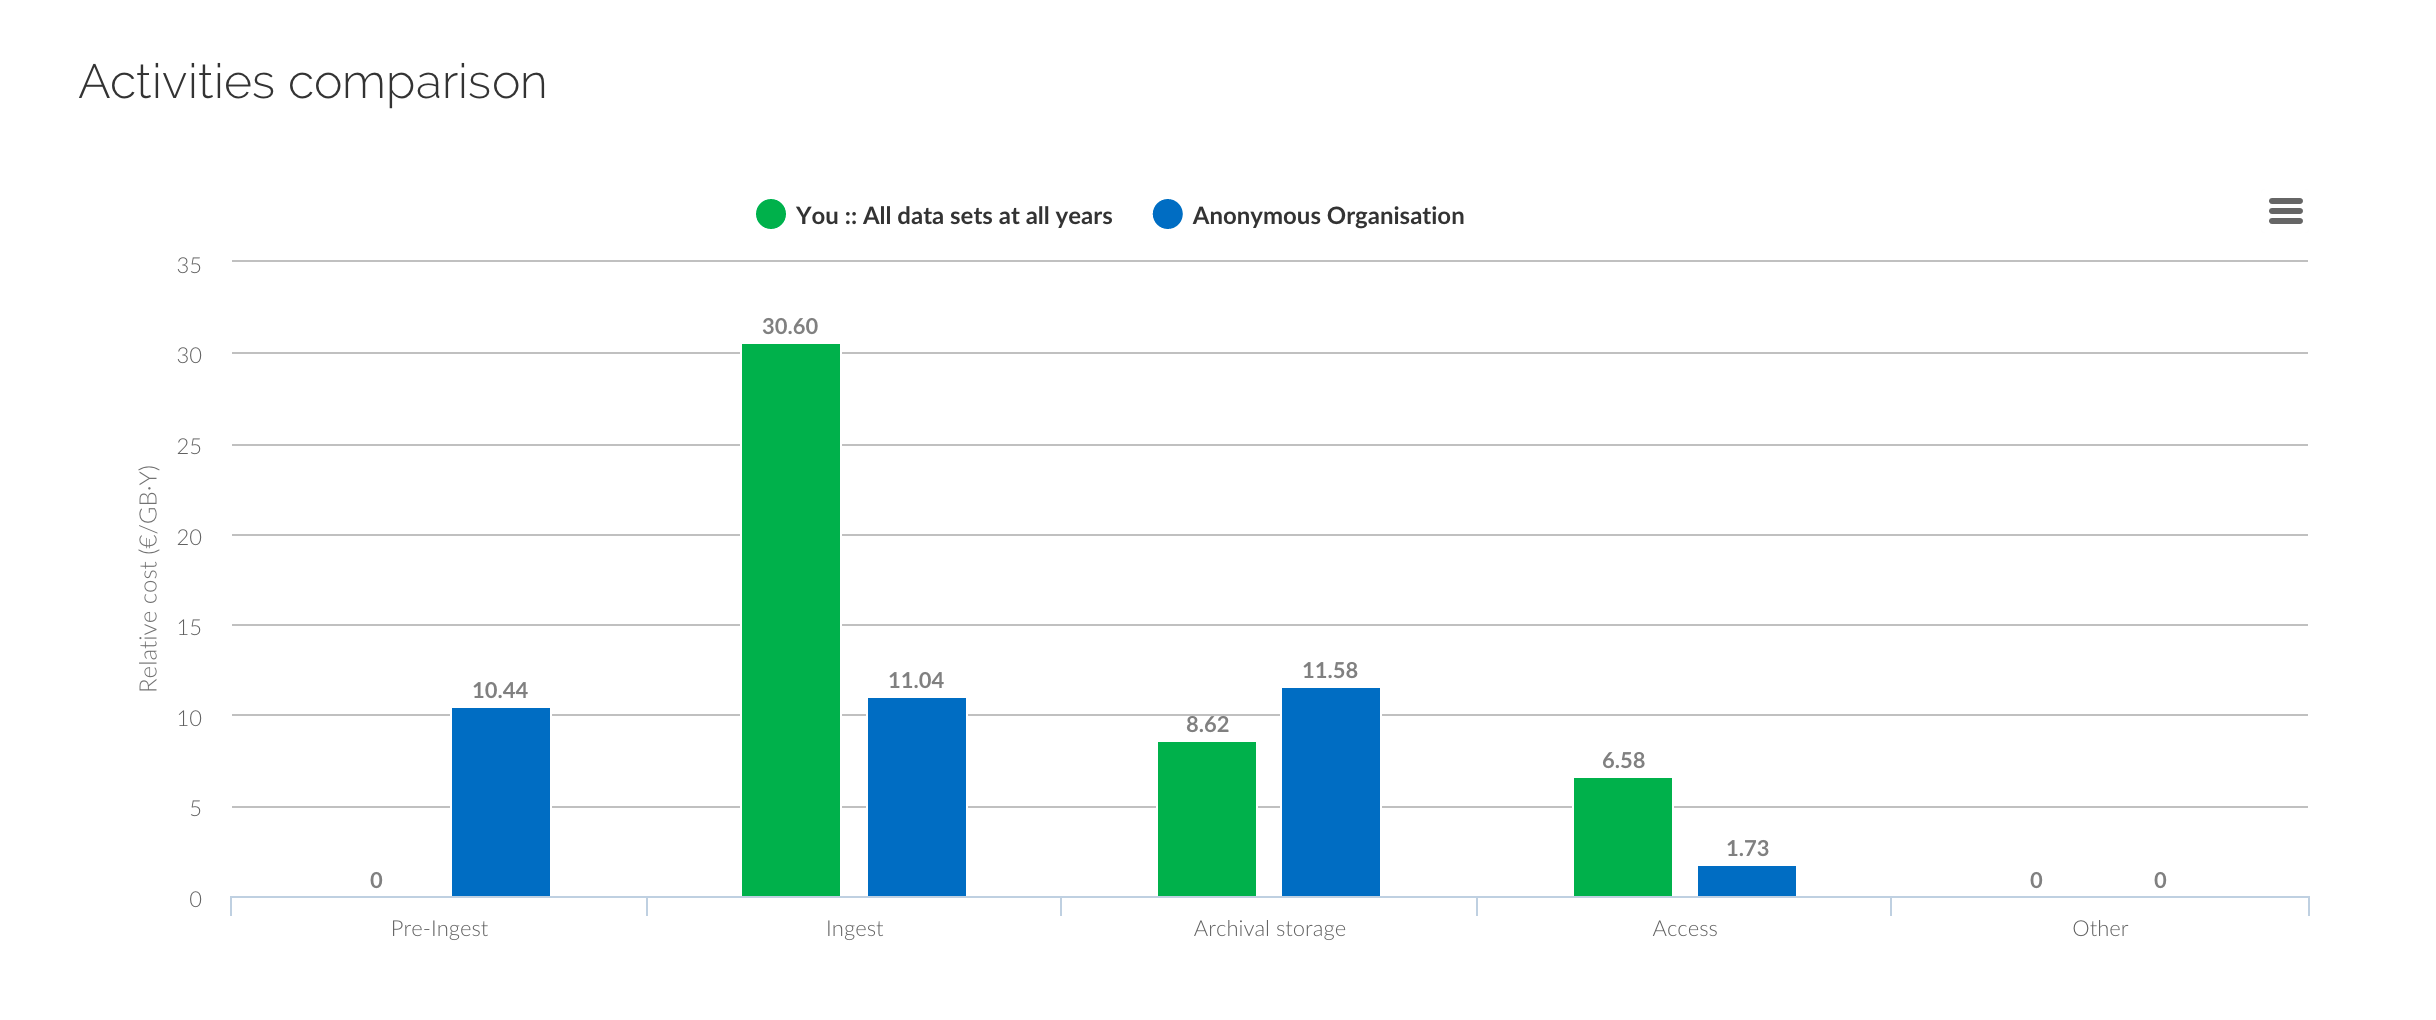 Activities comparison
You :: All data sets at all years
Anonymous Organisation
Relative cost (€/GB·Y)
35
30
25
20
15
10
5
0
0
10.44
30.60
11.04
8.62
11.58
6.58
1.73
0
0
Pre-Ingest
Ingest
Archival storage
Access
Other